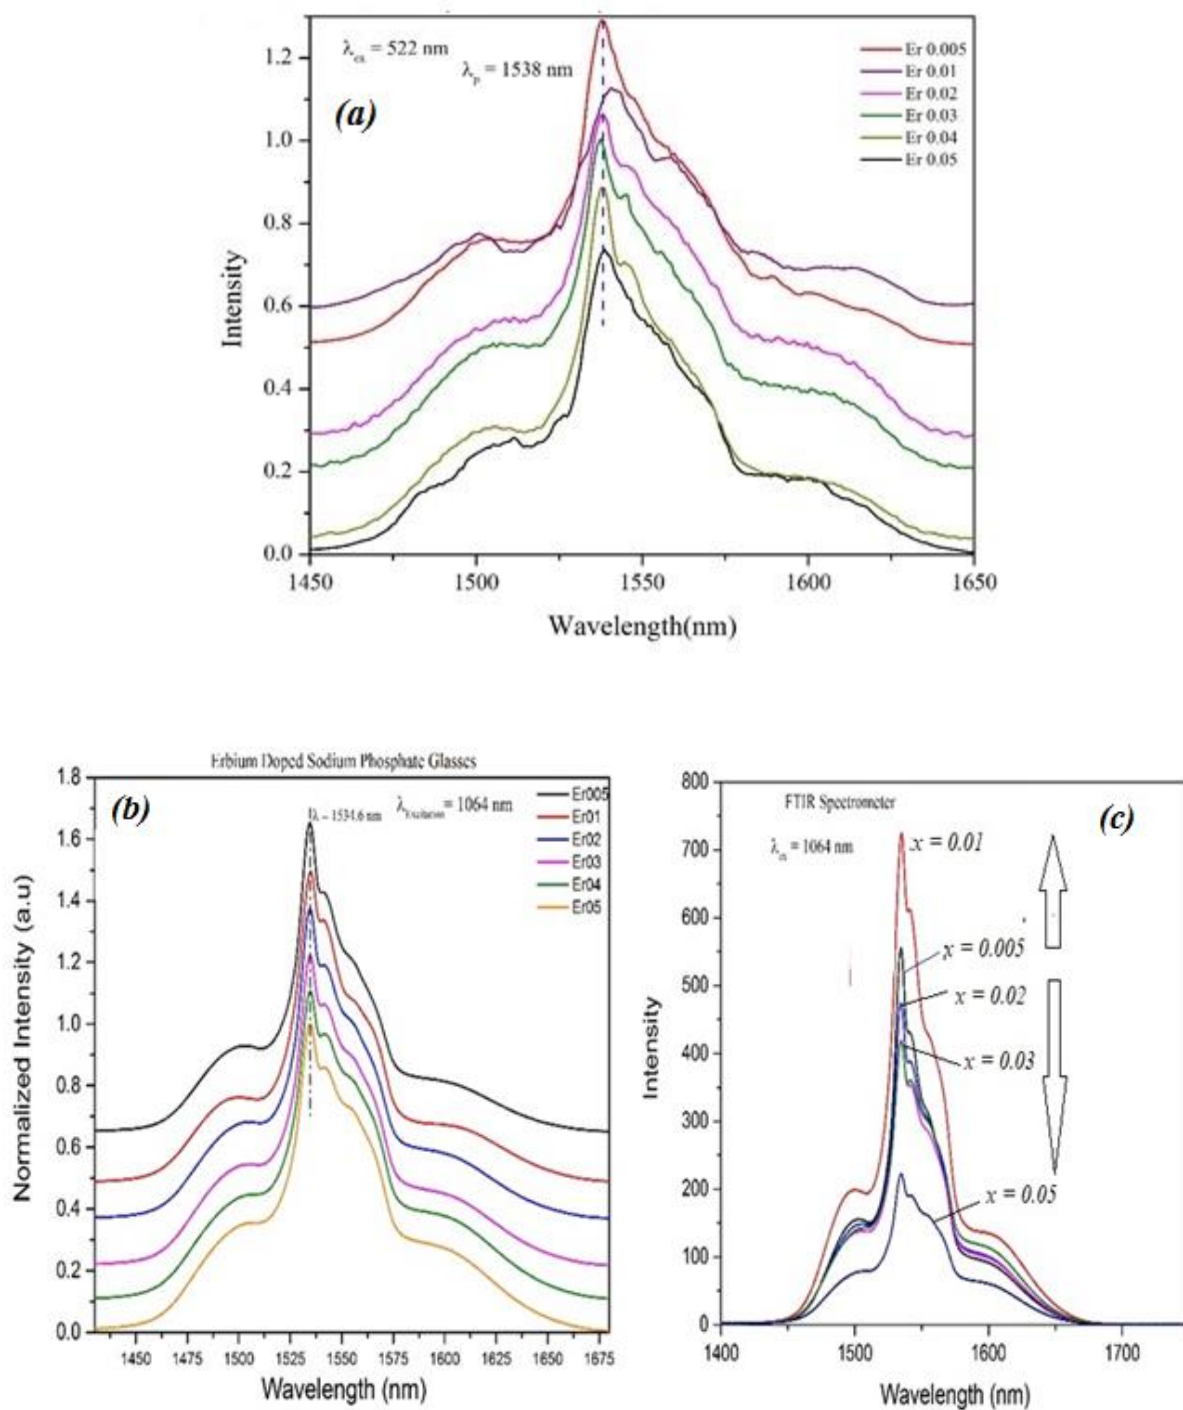 λex = 522 nm
λp = 1538 nm
(a)
Er 0.005
Er 0.01
Er 0.02
Er 0.03
Er 0.04
Er 0.05
1.2
1.0
0.8
0.6
0.4
0.2
0.0
Intensity
1450 1500 1550 1600 1650
Wavelength(nm)
Erbium Doped Sodium Phosphate Glasses
(b)
λ = 1534.6 nm
λExcitation = 1064 nm
Er005
Er01
Er02
Er03
Er04
Er05
1.8
1.6
1.4
1.2
1.0
0.8
0.6
0.4
0.2
0.0
Normalized Intensity (a.u)
1450 1475 1500 1525 1550 1575 1600 1625 1650 1675
Wavelength (nm)
FTIR Spectrometer
(c)
λex = 1064 nm
x = 0.01
x = 0.005
x = 0.02
x = 0.03
x = 0.05
800
700
600
500
400
300
200
100
0
Intensity
1400 1500 1600 1700
Wavelength (nm)